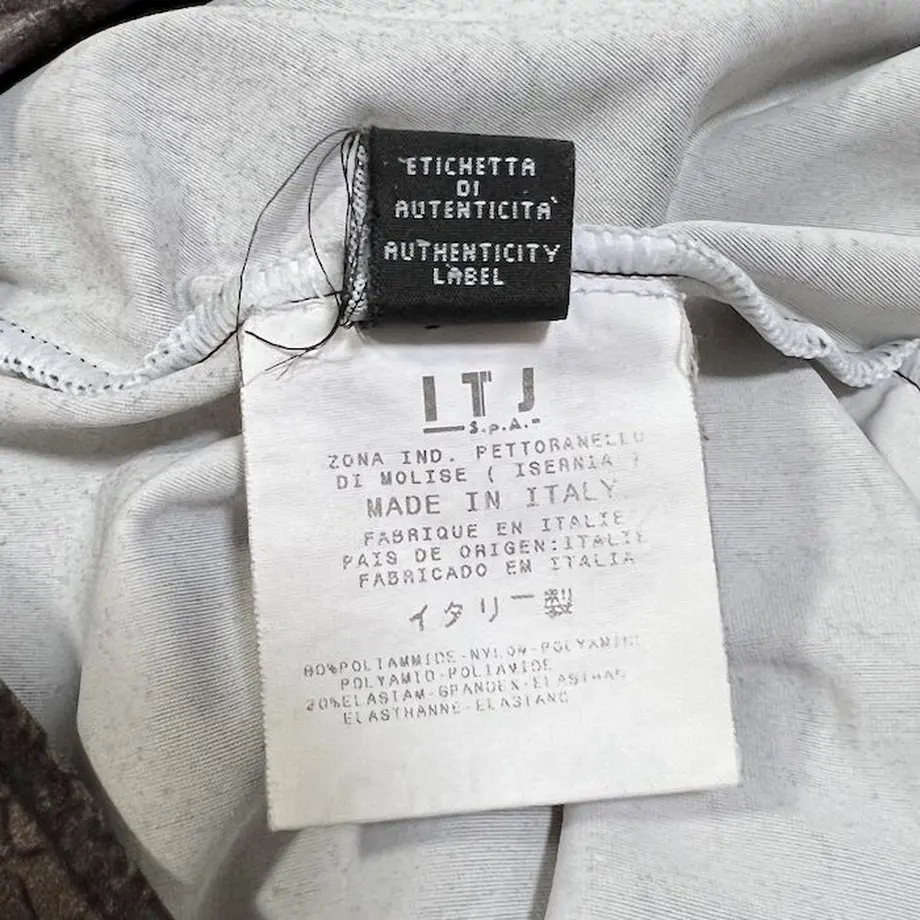 ETICHETTA
DI
AUTENTICITA'
AUTHENTICITY
LABEL
ITJ
S.p.A.
ZONA IND. PETTORANELLO
DI MOLISE ( ISERNIA )
MADE IN ITALY
FABRIQUE EN ITALIE
PAIS DE ORIGEN:ITALIE
FABRICADO EM ITALIA
イタリー製
80%POLIAMMIDE-NYLON-POLYAMIDE
POLYAMID-POLIAMIDE
20%ELASTAM-SPANDEX-ELASTHAN
ELASTHANNE-ELASTANO